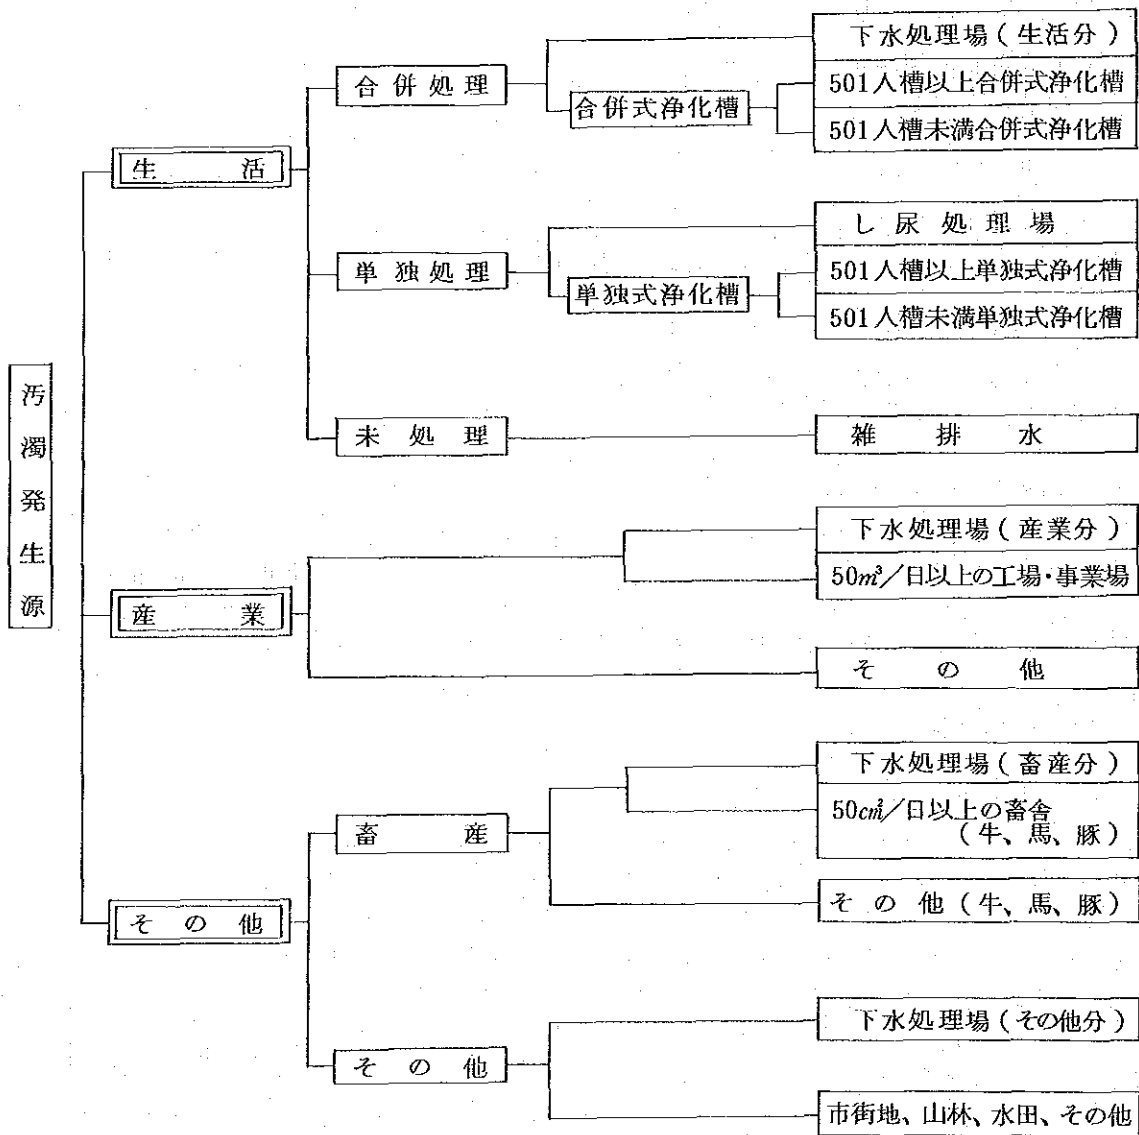 汚濁発生源
生活
合併処理
下水処理場（生活分）
合併式浄化槽
501人槽以上合併式浄化槽
501人槽未満合併式浄化槽
単独処理
し尿処理場
単独式浄化槽
501人槽以上単独式浄化槽
501人槽未満単独式浄化槽
未処理
雑排水
産業
下水処理場（産業分）
50m³／日以上の工場・事業場
その他
その他
畜産
下水処理場（畜産分）
50cm²／日以上の畜舎
（牛、馬、豚）
その他（牛、馬、豚）
その他
下水処理場（その他分）
市街地、山林、水田、その他